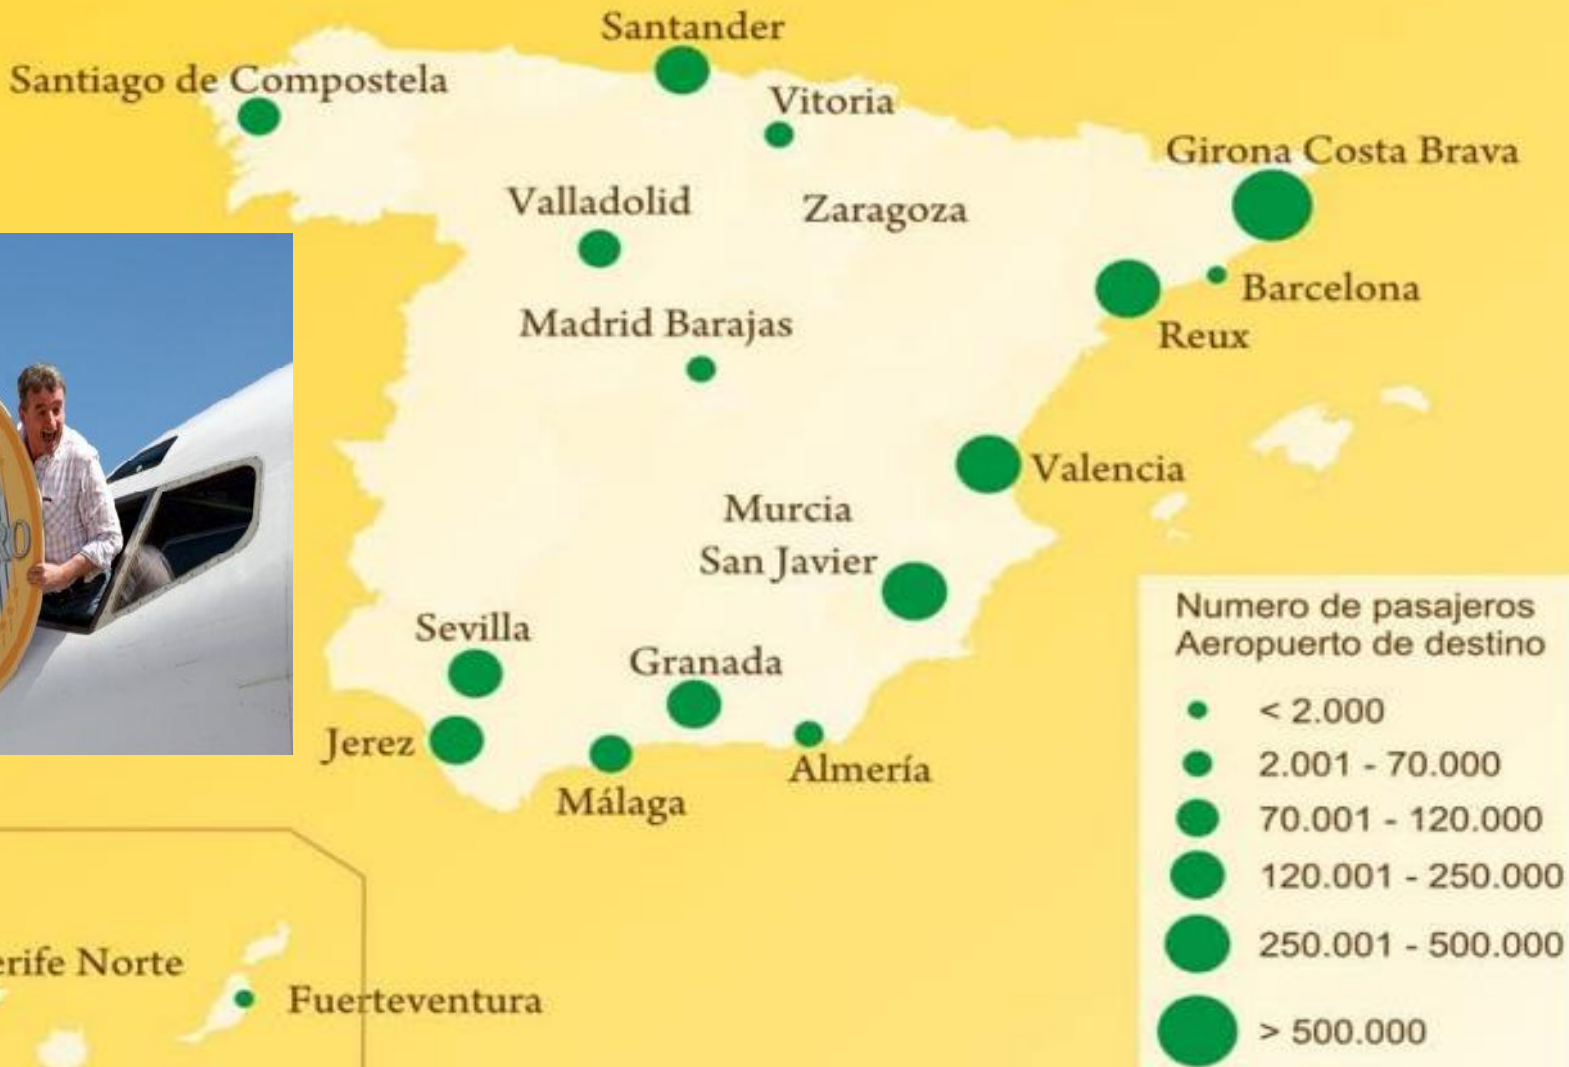 Santander
Santiago de Compostela
Vitoria
Girona Costa Brava
Valladolid
Zaragoza
Barcelona
Madrid Barajas
Reux
Valencia
Murcia
San Javier
Sevilla
Granada
Jerez
Almería
Málaga
Numero de pasajeros
Aeropuerto de destino
< 2.000
2.001 - 70.000
70.001 - 120.000
120.001 - 250.000
250.001 - 500.000
> 500.000
erife Norte
Fuerteventura
RO